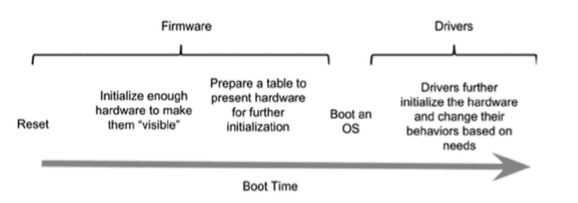 Firmware
Drivers
Reset
Initialize enough
hardware to make
them "visible"
Prepare a table to
present hardware
for further
initialization
Boot an
OS
Drivers further
initialize the hardware
and change their
behaviors based on
needs
Boot Time